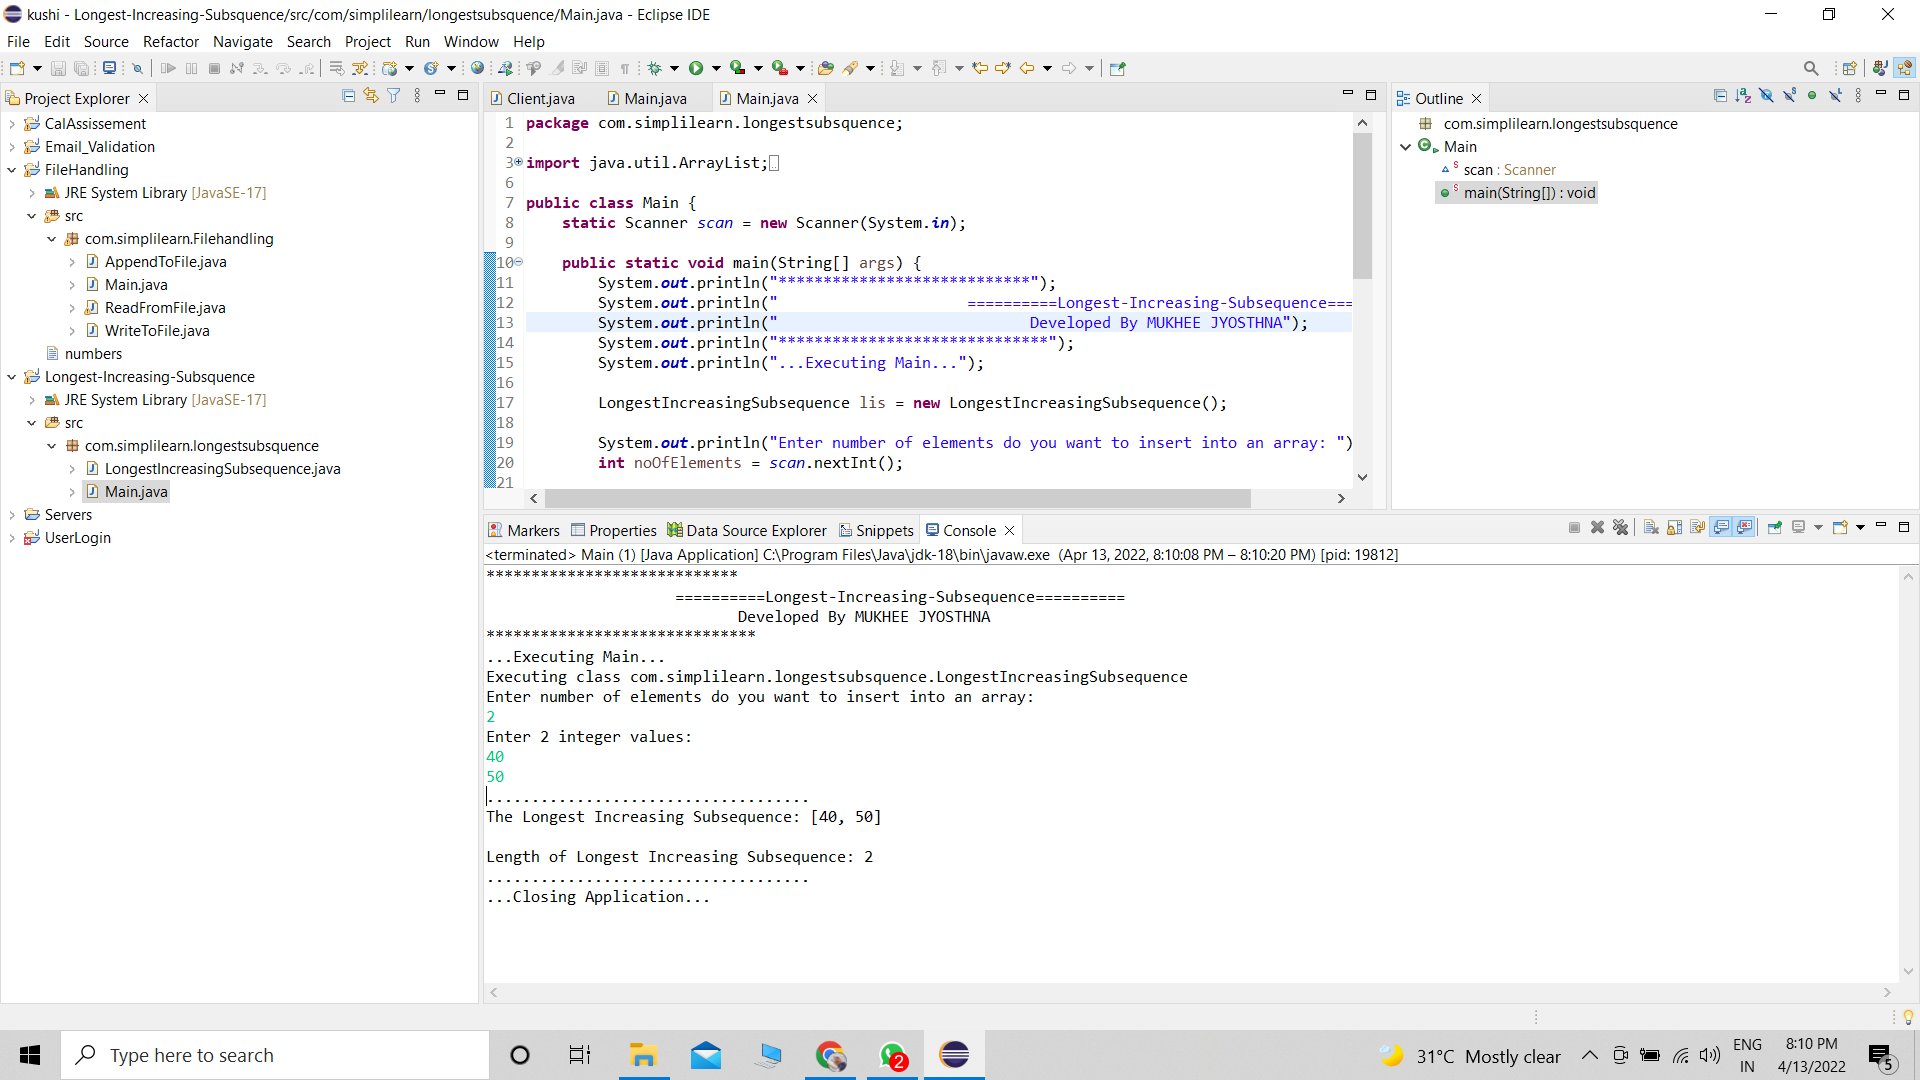 kushi - Longest-Increasing-Subsquence/src/com/simplilearn/longestsubsquence/Main.java - Eclipse IDE
File Edit Source Refactor Navigate Search Project Run Window Help
Project Explorer
CalAssissement
Email_Validation
FileHandling
JRE System Library [JavaSE-17]
src
com.simplilearn.Filehandling
AppendToFile.java
Main.java
ReadFromFile.java
WriteToFile.java
numbers
Longest-Increasing-Subsquence
JRE System Library [JavaSE-17]
src
com.simplilearn.longestsubsquence
LongestIncreasingSubsequence.java
Main.java
Servers
UserLogin
Client.java Main.java Main.java
1 package com.simplilearn.longestsubsquence;
2
3 import java.util.ArrayList;
6
7 public class Main {
8 static Scanner scan = new Scanner(System.in);
9
10 public static void main(String[] args) {
11 System.out.println("****************************");
12 System.out.println(" ==========Longest-Increasing-Subsequence===
13 System.out.println(" Developed By MUKHEE JYOSTHNA");
14 System.out.println("******************************");
15 System.out.println("...Executing Main...");
16
17 LongestIncreasingSubsequence lis = new LongestIncreasingSubsequence();
18
19 System.out.println("Enter number of elements do you want to insert into an array: ")
20 int noOfElements = scan.nextInt();
21
Outline
com.simplilearn.longestsubsquence
Main
scan : Scanner
main(String[]) : void
Markers Properties Data Source Explorer Snippets Console
<terminated> Main (1) [Java Application] C:\Program Files\Java\jdk-18\bin\javaw.exe (Apr 13, 2022, 8:10:08 PM – 8:10:20 PM) [pid: 19812]
****************************
==========Longest-Increasing-Subsequence==========
Developed By MUKHEE JYOSTHNA
******************************
...Executing Main...
Executing class com.simplilearn.longestsubsquence.LongestIncreasingSubsequence
Enter number of elements do you want to insert into an array:
2
Enter 2 integer values:
40
50
....................................
The Longest Increasing Subsequence: [40, 50]
Length of Longest Increasing Subsequence: 2
....................................
...Closing Application...
Type here to search
2
31°C Mostly clear
ENG
IN
8:10 PM
4/13/2022
5